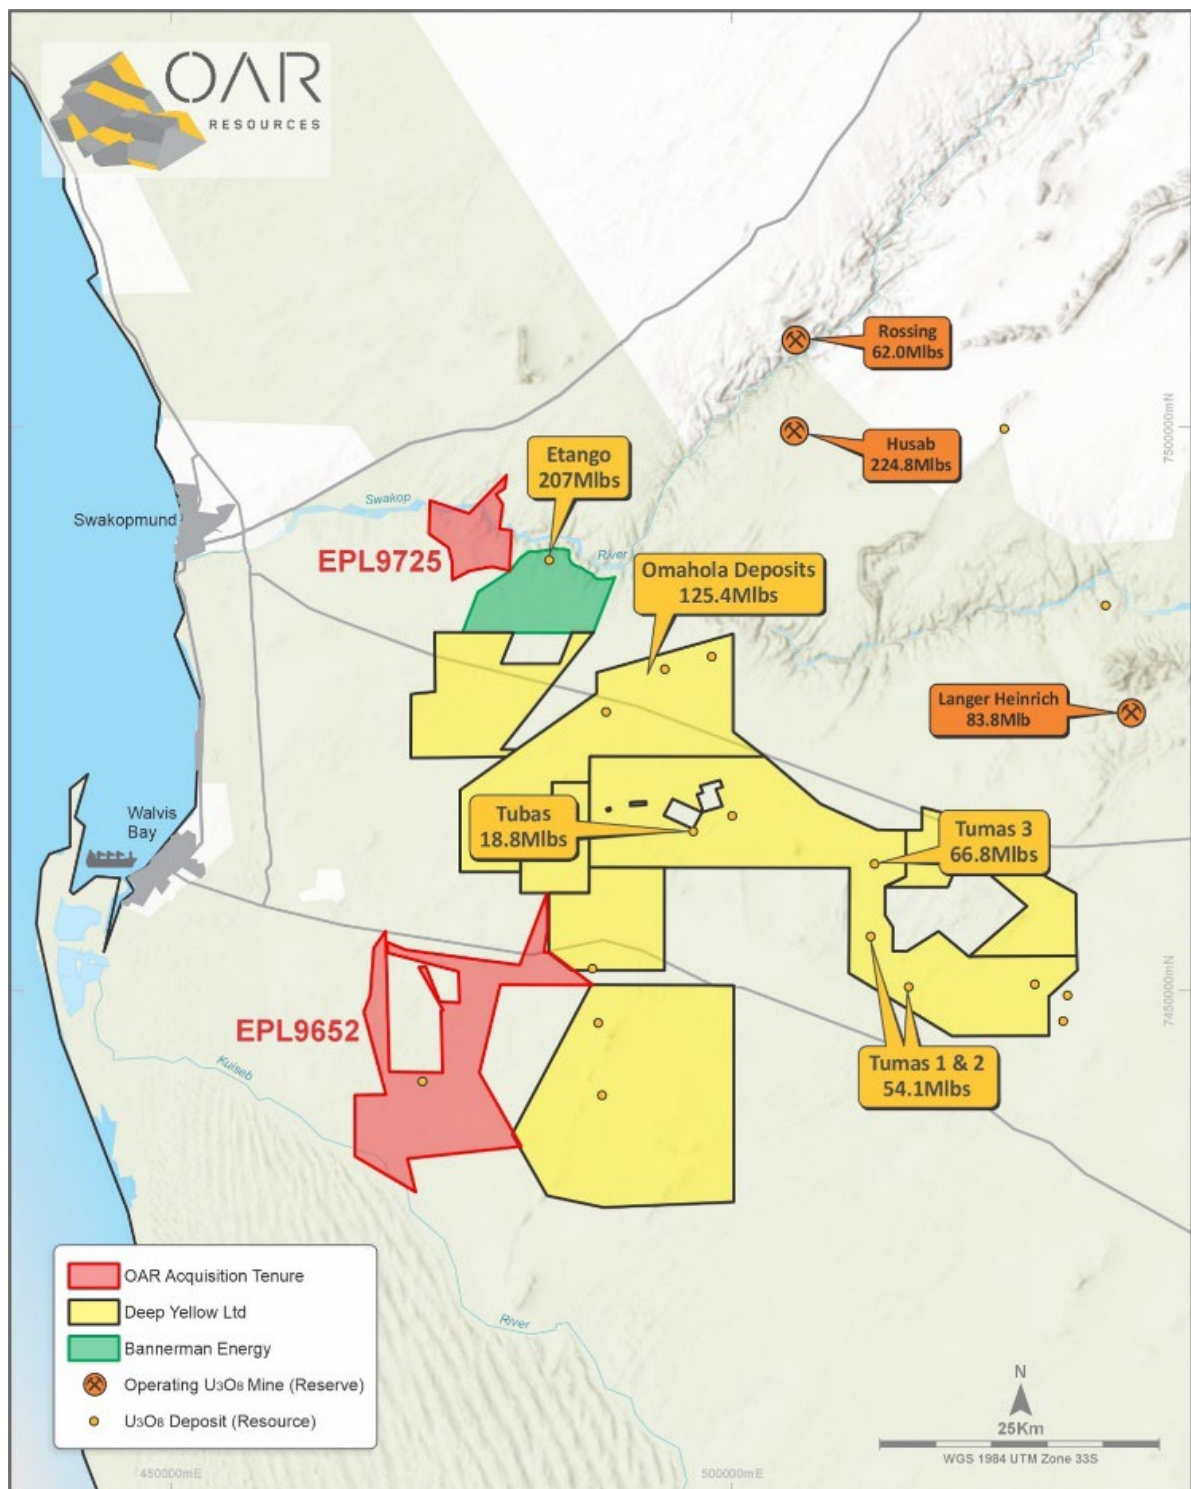 OAR
RESOURCES
Rossing
62.0Mlbs
7500000mN
Husab
224.8Mlbs
Etango
207Mlbs
Swakop
Swakopmund
EPL9725
River
Omahola Deposits
125.4Mlbs
Langer Heinrich
83.8Mlb
Walvis
Bay
Tubas
18.8Mlbs
Tumas 3
66.8Mlbs
7450000mN
EPL9652
Kuiseb
Tumas 1 & 2
54.1Mlbs
River
OAR Acquisition Tenure
Deep Yellow Ltd
Bannerman Energy
Operating U3O8 Mine (Reserve)
U3O8 Deposit (Resource)
N
25Km
WGS 1984 UTM Zone 33S
450000mE
500000mE